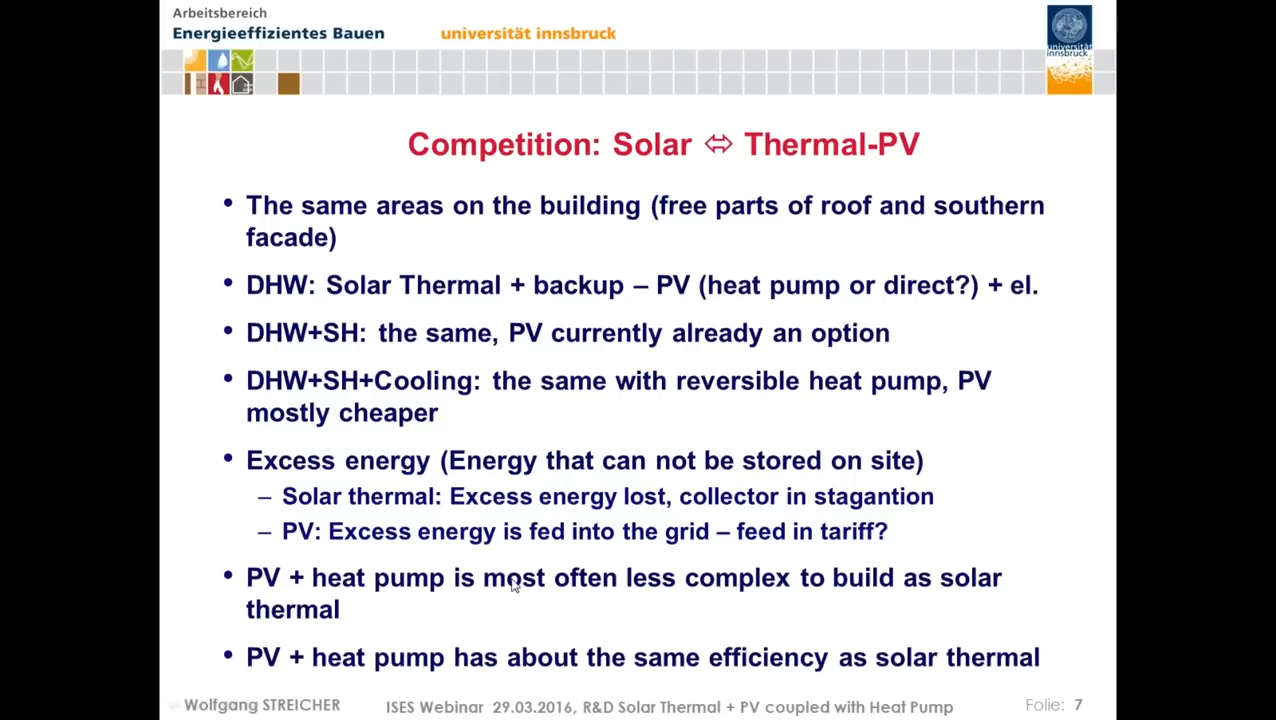 Arbeitsbereich
Energieeffizientes Bauen universität innsbruck
universität
innsbruck
Competition: Solar ⇔ Thermal-PV
• The same areas on the building (free parts of roof and southern
facade)
• DHW: Solar Thermal + backup – PV (heat pump or direct?) + el.
• DHW+SH: the same, PV currently already an option
• DHW+SH+Cooling: the same with reversible heat pump, PV
mostly cheaper
• Excess energy (Energy that can not be stored on site)
– Solar thermal: Excess energy lost, collector in stagantion
– PV: Excess energy is fed into the grid – feed in tariff?
• PV + heat pump is most often less complex to build as solar
thermal
• PV + heat pump has about the same efficiency as solar thermal
Wolfgang STREICHER ISES Webinar 29.03.2016, R&D Solar Thermal + PV coupled with Heat Pump Folie: 7